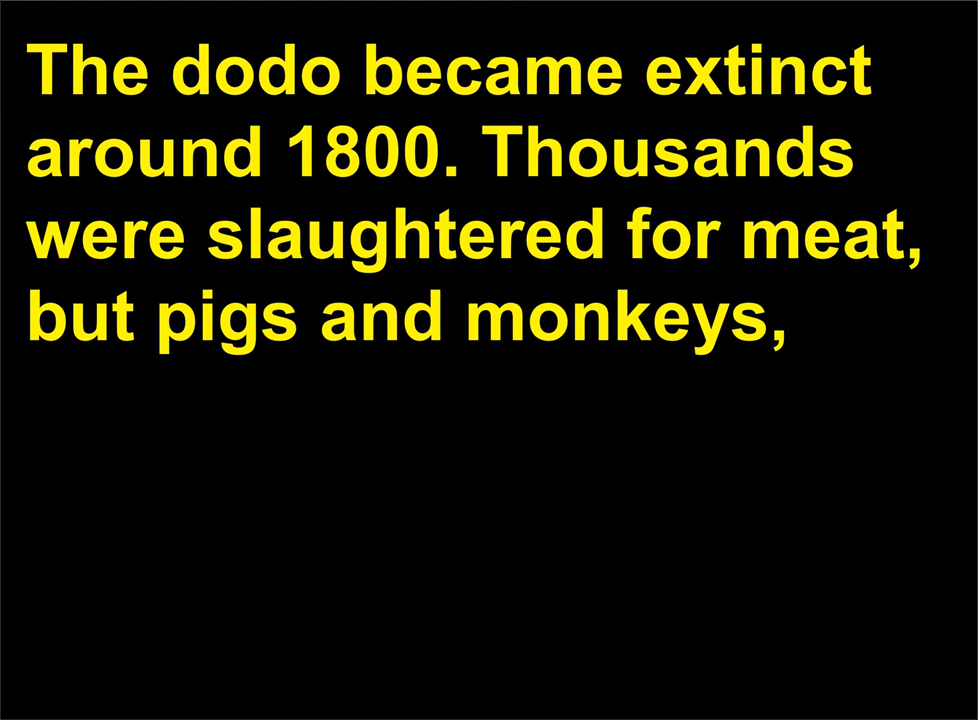 The dodo became extinct
around 1800. Thousands
were slaughtered for meat,
but pigs and monkeys,